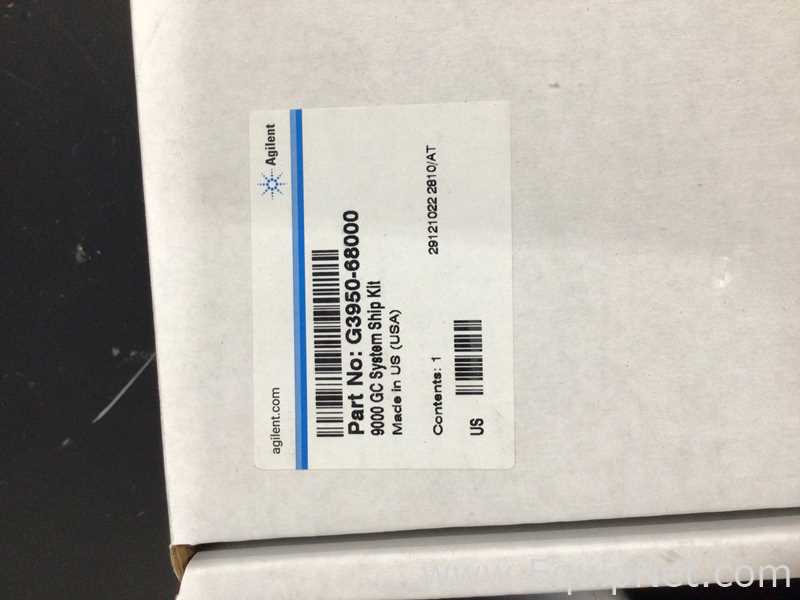 agilent.com
Agilent
Part No: G3950-68000
9000 GC System Ship Kit
Made in US (USA)
Contents: 1
29121022 2810/AT
US
www.EquipNet.com